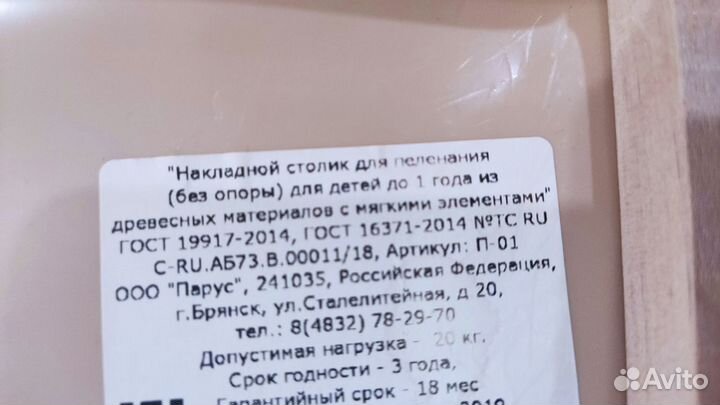 "Накладной столик для пеленания
(без опоры) для детей до 1 года из
древесных материалов с мягкими элементами"
ГОСТ 19917-2014, ГОСТ 16371-2014 №ТС RU
C-RU.АБ73.В.00011/18, Артикул: П-01
ООО "Парус", 241035, Российская Федерация,
г.Брянск, ул.Сталелитейная, д 20,
тел.: 8(4832) 78-29-70
Допустимая нагрузка - 20 кг.
Срок годности - 3 года,
Гарантийный срок - 18 мес
Avito